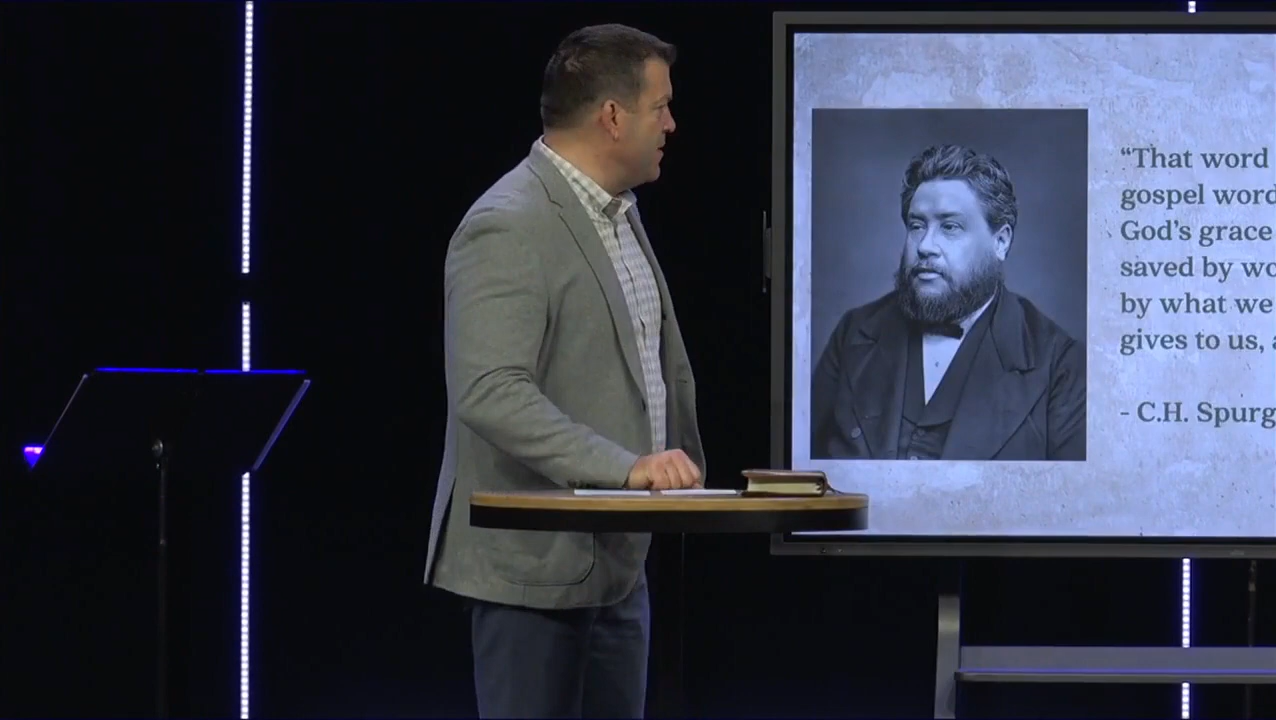 “That word
gospel word
God’s grace
saved by wo
by what we
gives to us, a
- C.H. Spurg